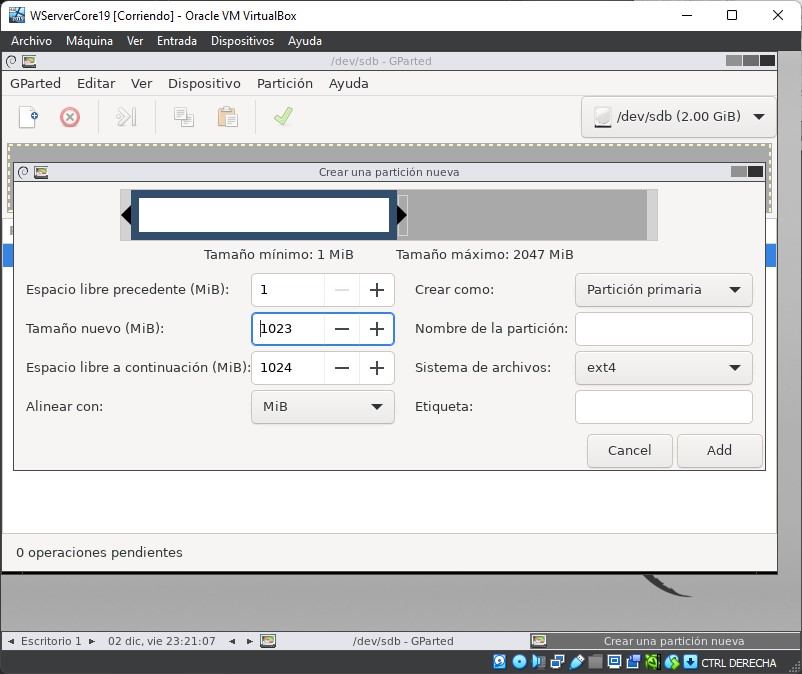 WServerCore19 [Corriendo] - Oracle VM VirtualBox
Archivo Máquina Ver Entrada Dispositivos Ayuda
/dev/sdb - GParted
GParted Editar Ver Dispositivo Partición Ayuda
/dev/sdb (2.00 GiB)
Crear una partición nueva
Tamaño mínimo: 1 MiB Tamaño máximo: 2047 MiB
Espacio libre precedente (MiB): 1 Crear como: Partición primaria
Tamaño nuevo (MiB): 1023 Nombre de la partición:
Espacio libre a continuación (MiB): 1024 Sistema de archivos: ext4
Alinear con: MiB Etiqueta:
Cancel Add
0 operaciones pendientes
Escritorio 1 02 dic, vie 23:21:07 /dev/sdb - GParted Crear una partición nueva
CTRL DERECHA